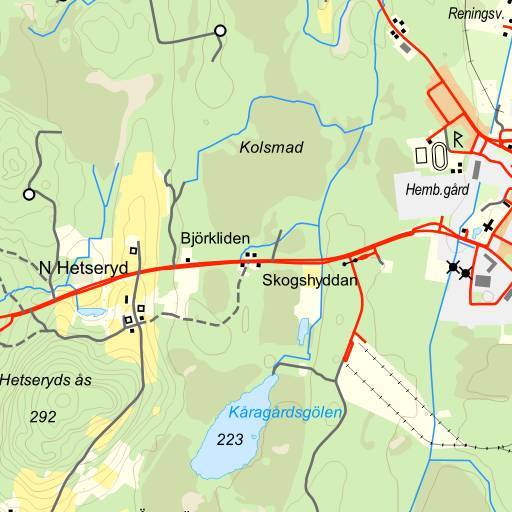 Reningsv.
Kolsmad
R
Hemb.gård
Björkliden
N Hetseryd
Skogshyddan
Hetseryds ås
292
Kåragårdsgölen
223